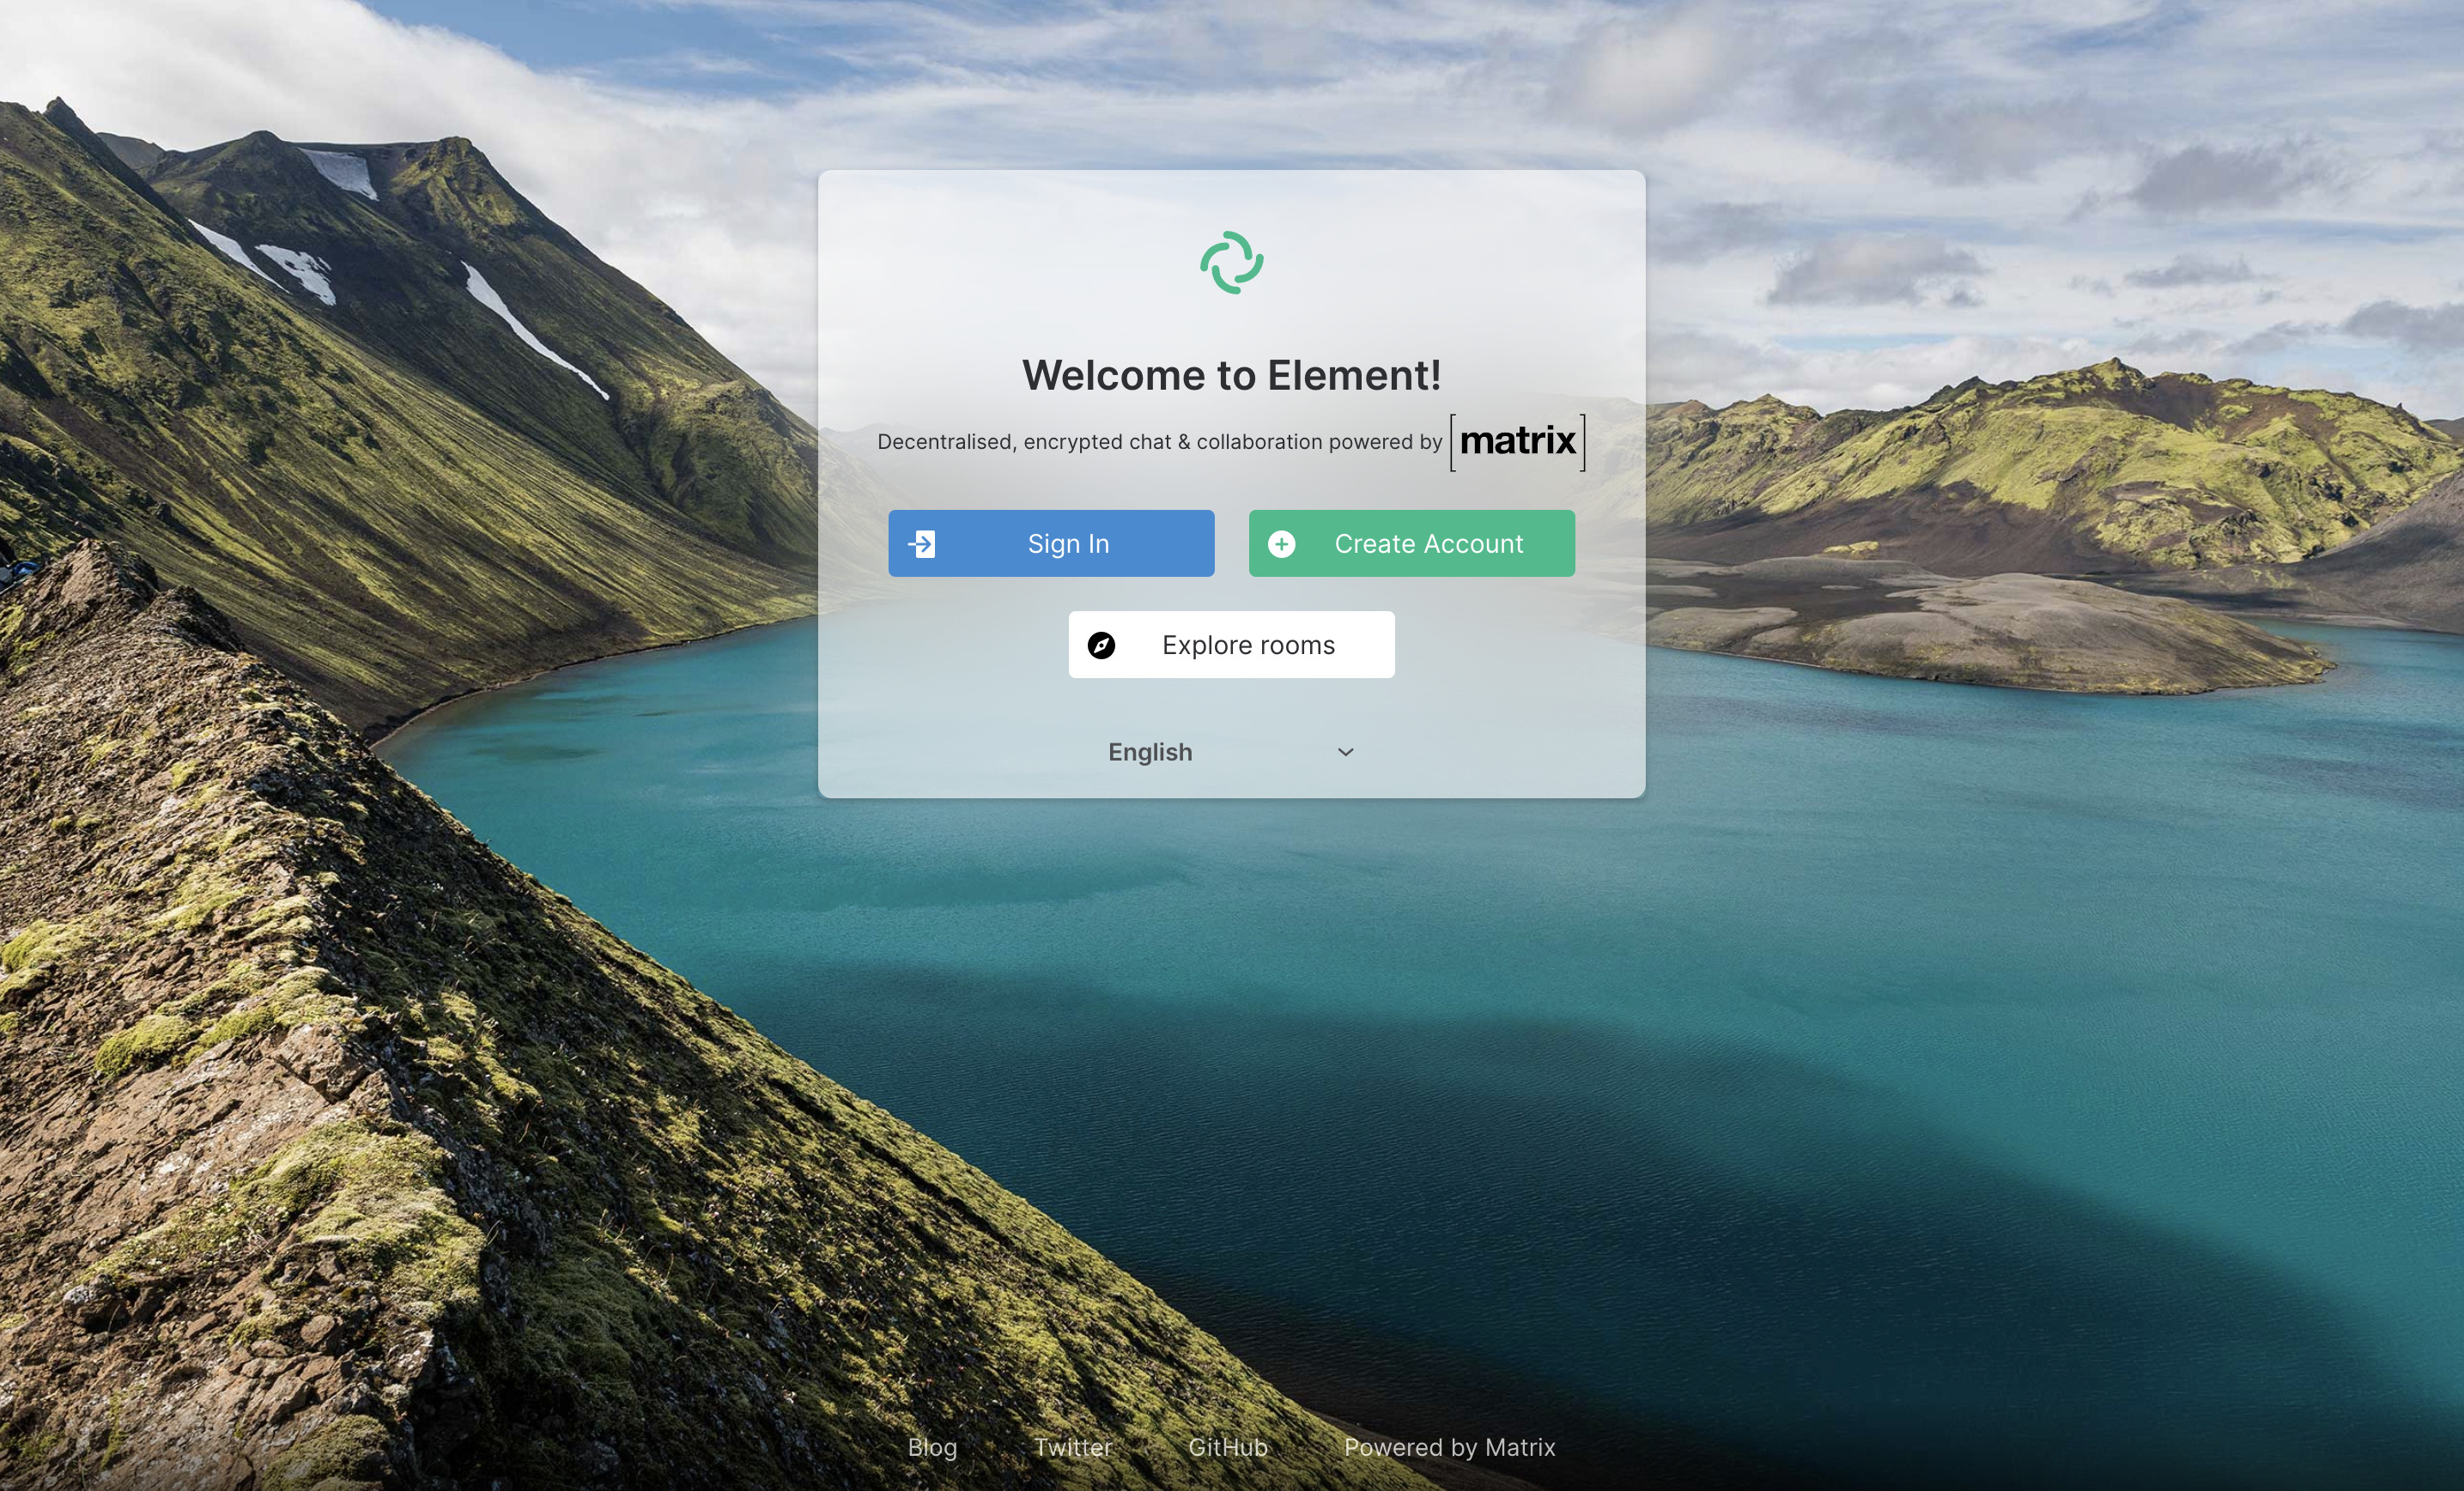 Welcome to Element!
Decentralised, encrypted chat & collaboration powered by [matrix]
Sign In
Create Account
Explore rooms
English
Blog
Twitter
GitHub
Powered by Matrix